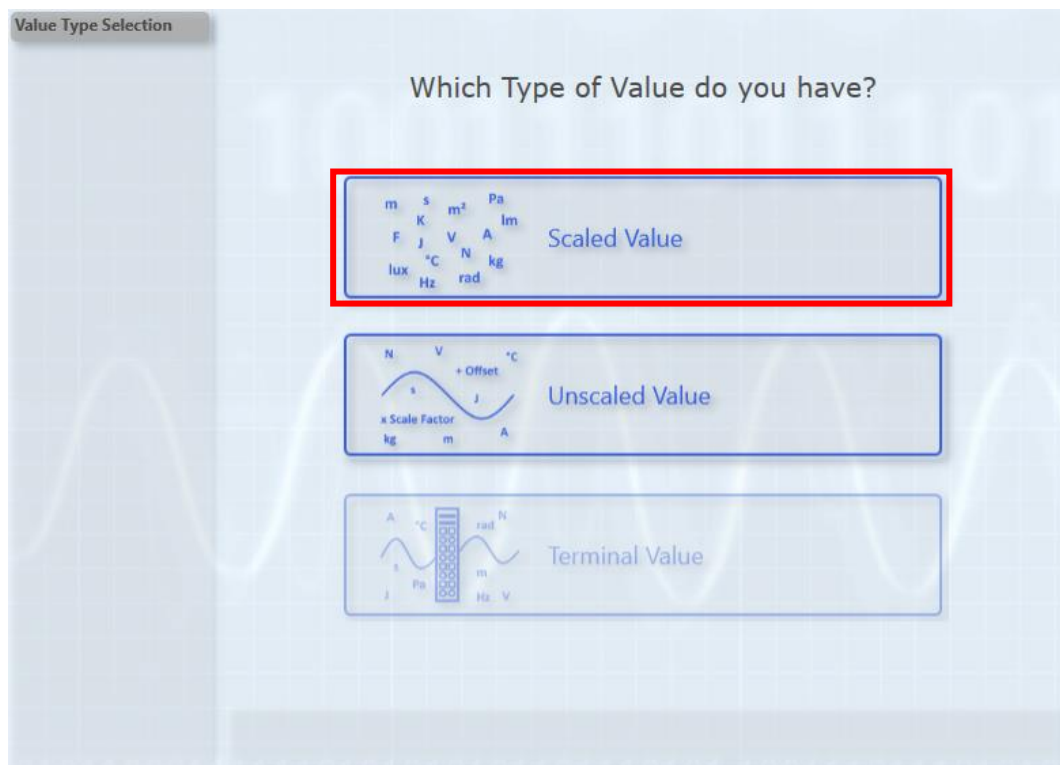 Value Type Selection
Which Type of Value do you have?
10011101110
m s m² Pa
K lm
F J V A
°C N kg
lux Hz rad
Scaled Value
N V °C
+ Offset
s J
x Scale Factor
kg m A
Unscaled Value
A °C rad N
s m
J Pa Hz V
Terminal Value